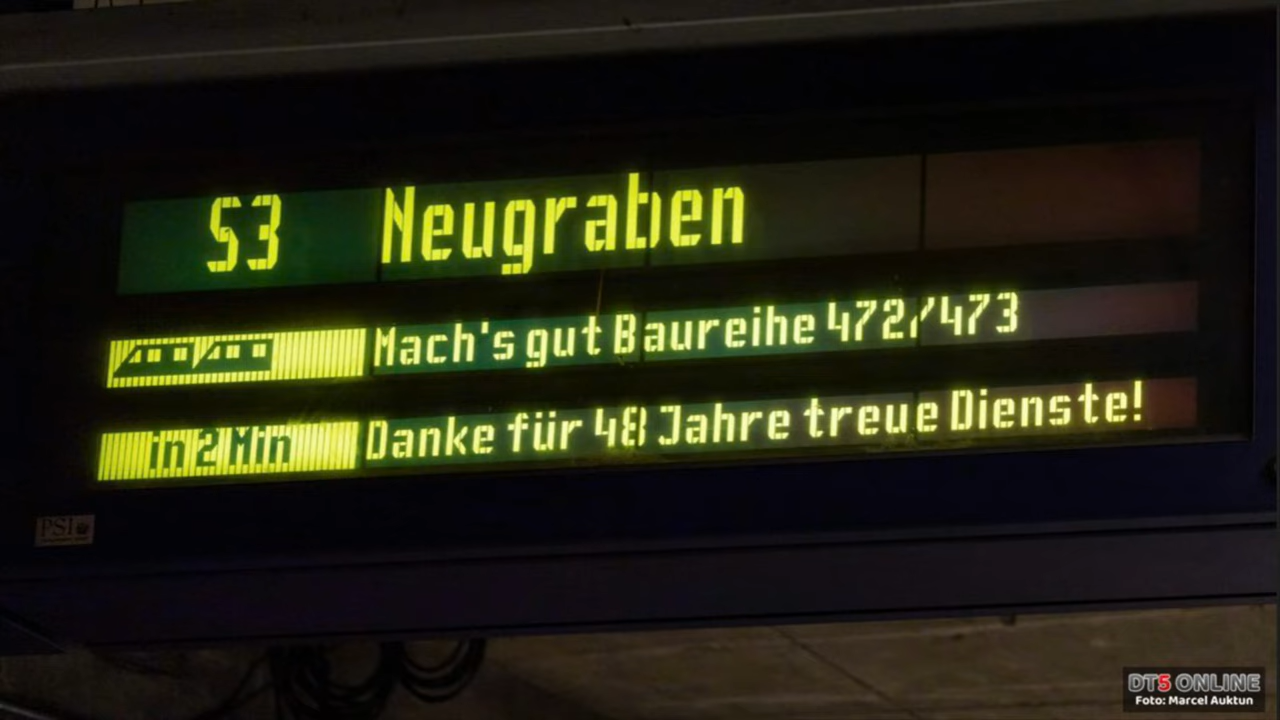 S3 Neugraben
Mach's gut Baureihe 472/473
in 2 Min Danke für 48 Jahre treue Dienste!
PSI
DT5 ONLINE
Foto: Marcel Auktun